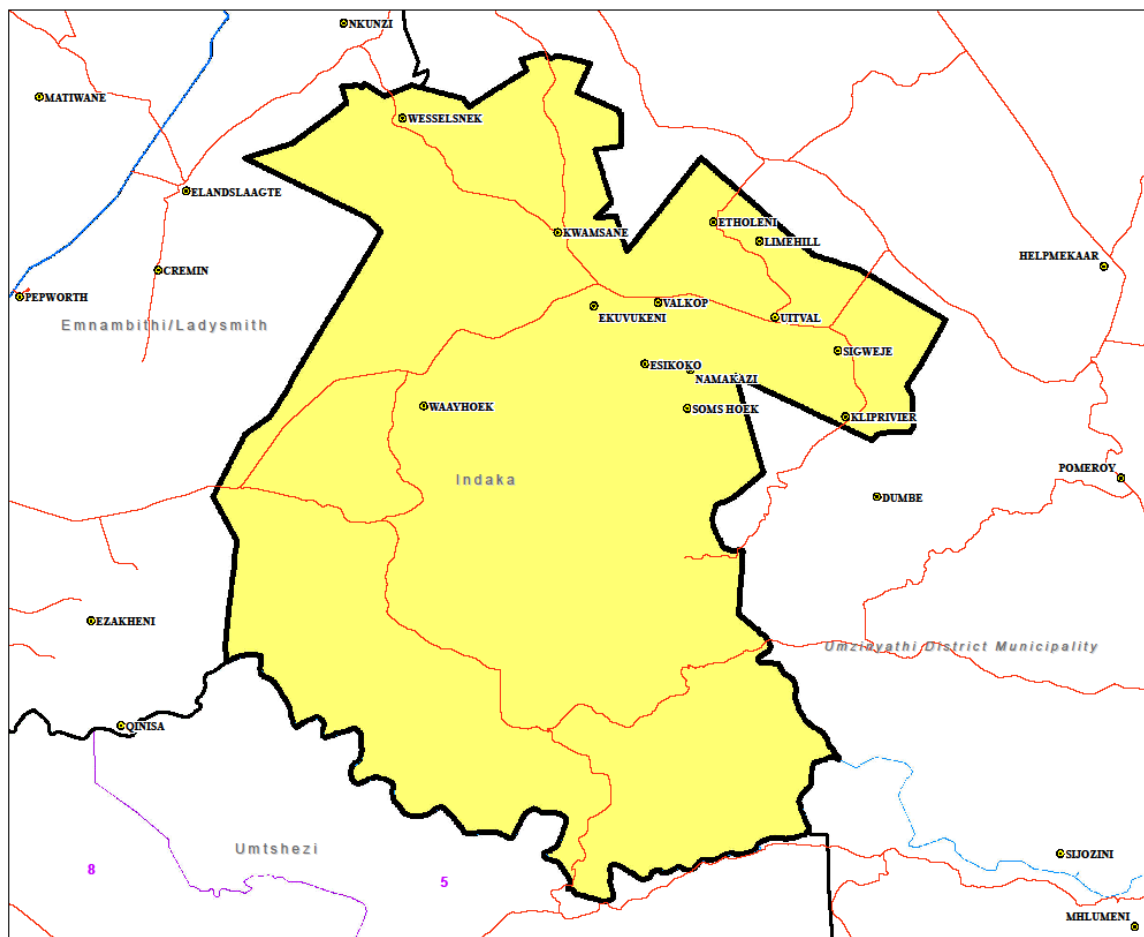 NKUNZI
MATIWANE
WESSELSNEK
ELANDSLAAGTE
ETHOLENI
KWAMSANE
LIMEHILL
HELPMEKAAR
CREMIN
PEPWORTH
VALKOP
EKUVUKENI
UITVAL
Emnambithi/Ladysmith
SIGWEJE
ESIKOKO
NAMAKAZI
WAAYHOEK
SOMS HOEK
KLIPRIVIER
POMEROY
Indaka
DUMBE
EZAKHENI
Umzinyathi District Municipality
QINISA
Umtshezi
SIJOZINI
8
5
MHLUMENI